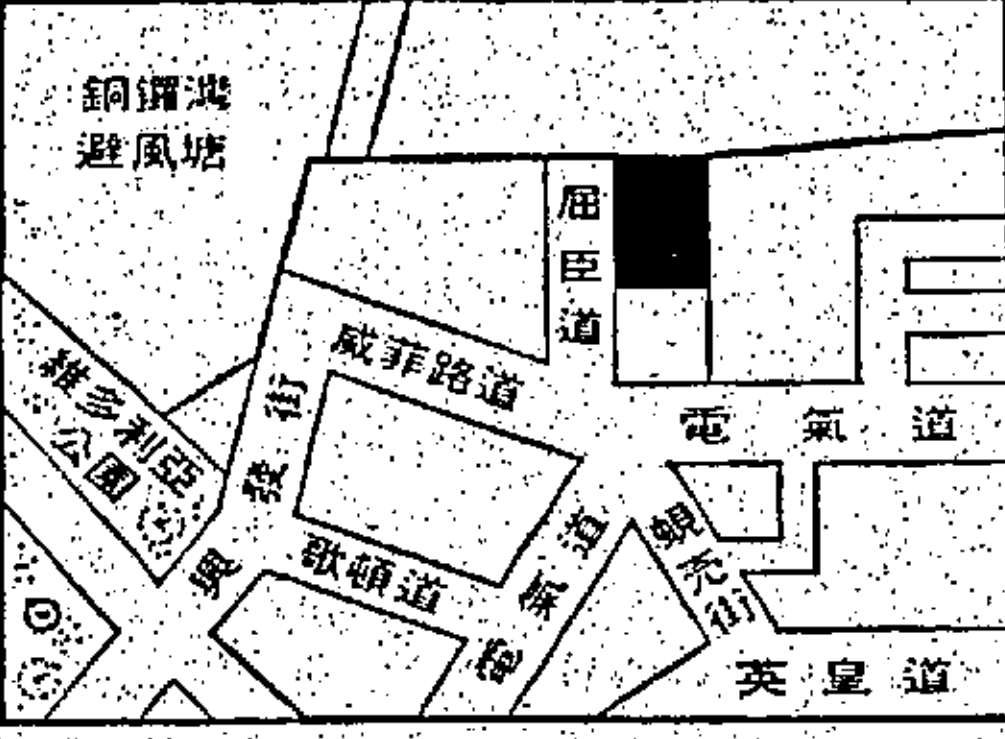 銅鑼灣
避風塘
屈臣道
威菲路道
維多利亞
公園
興發街
電氣道
歌頓道
電氣道
蜆壳街
英皇道